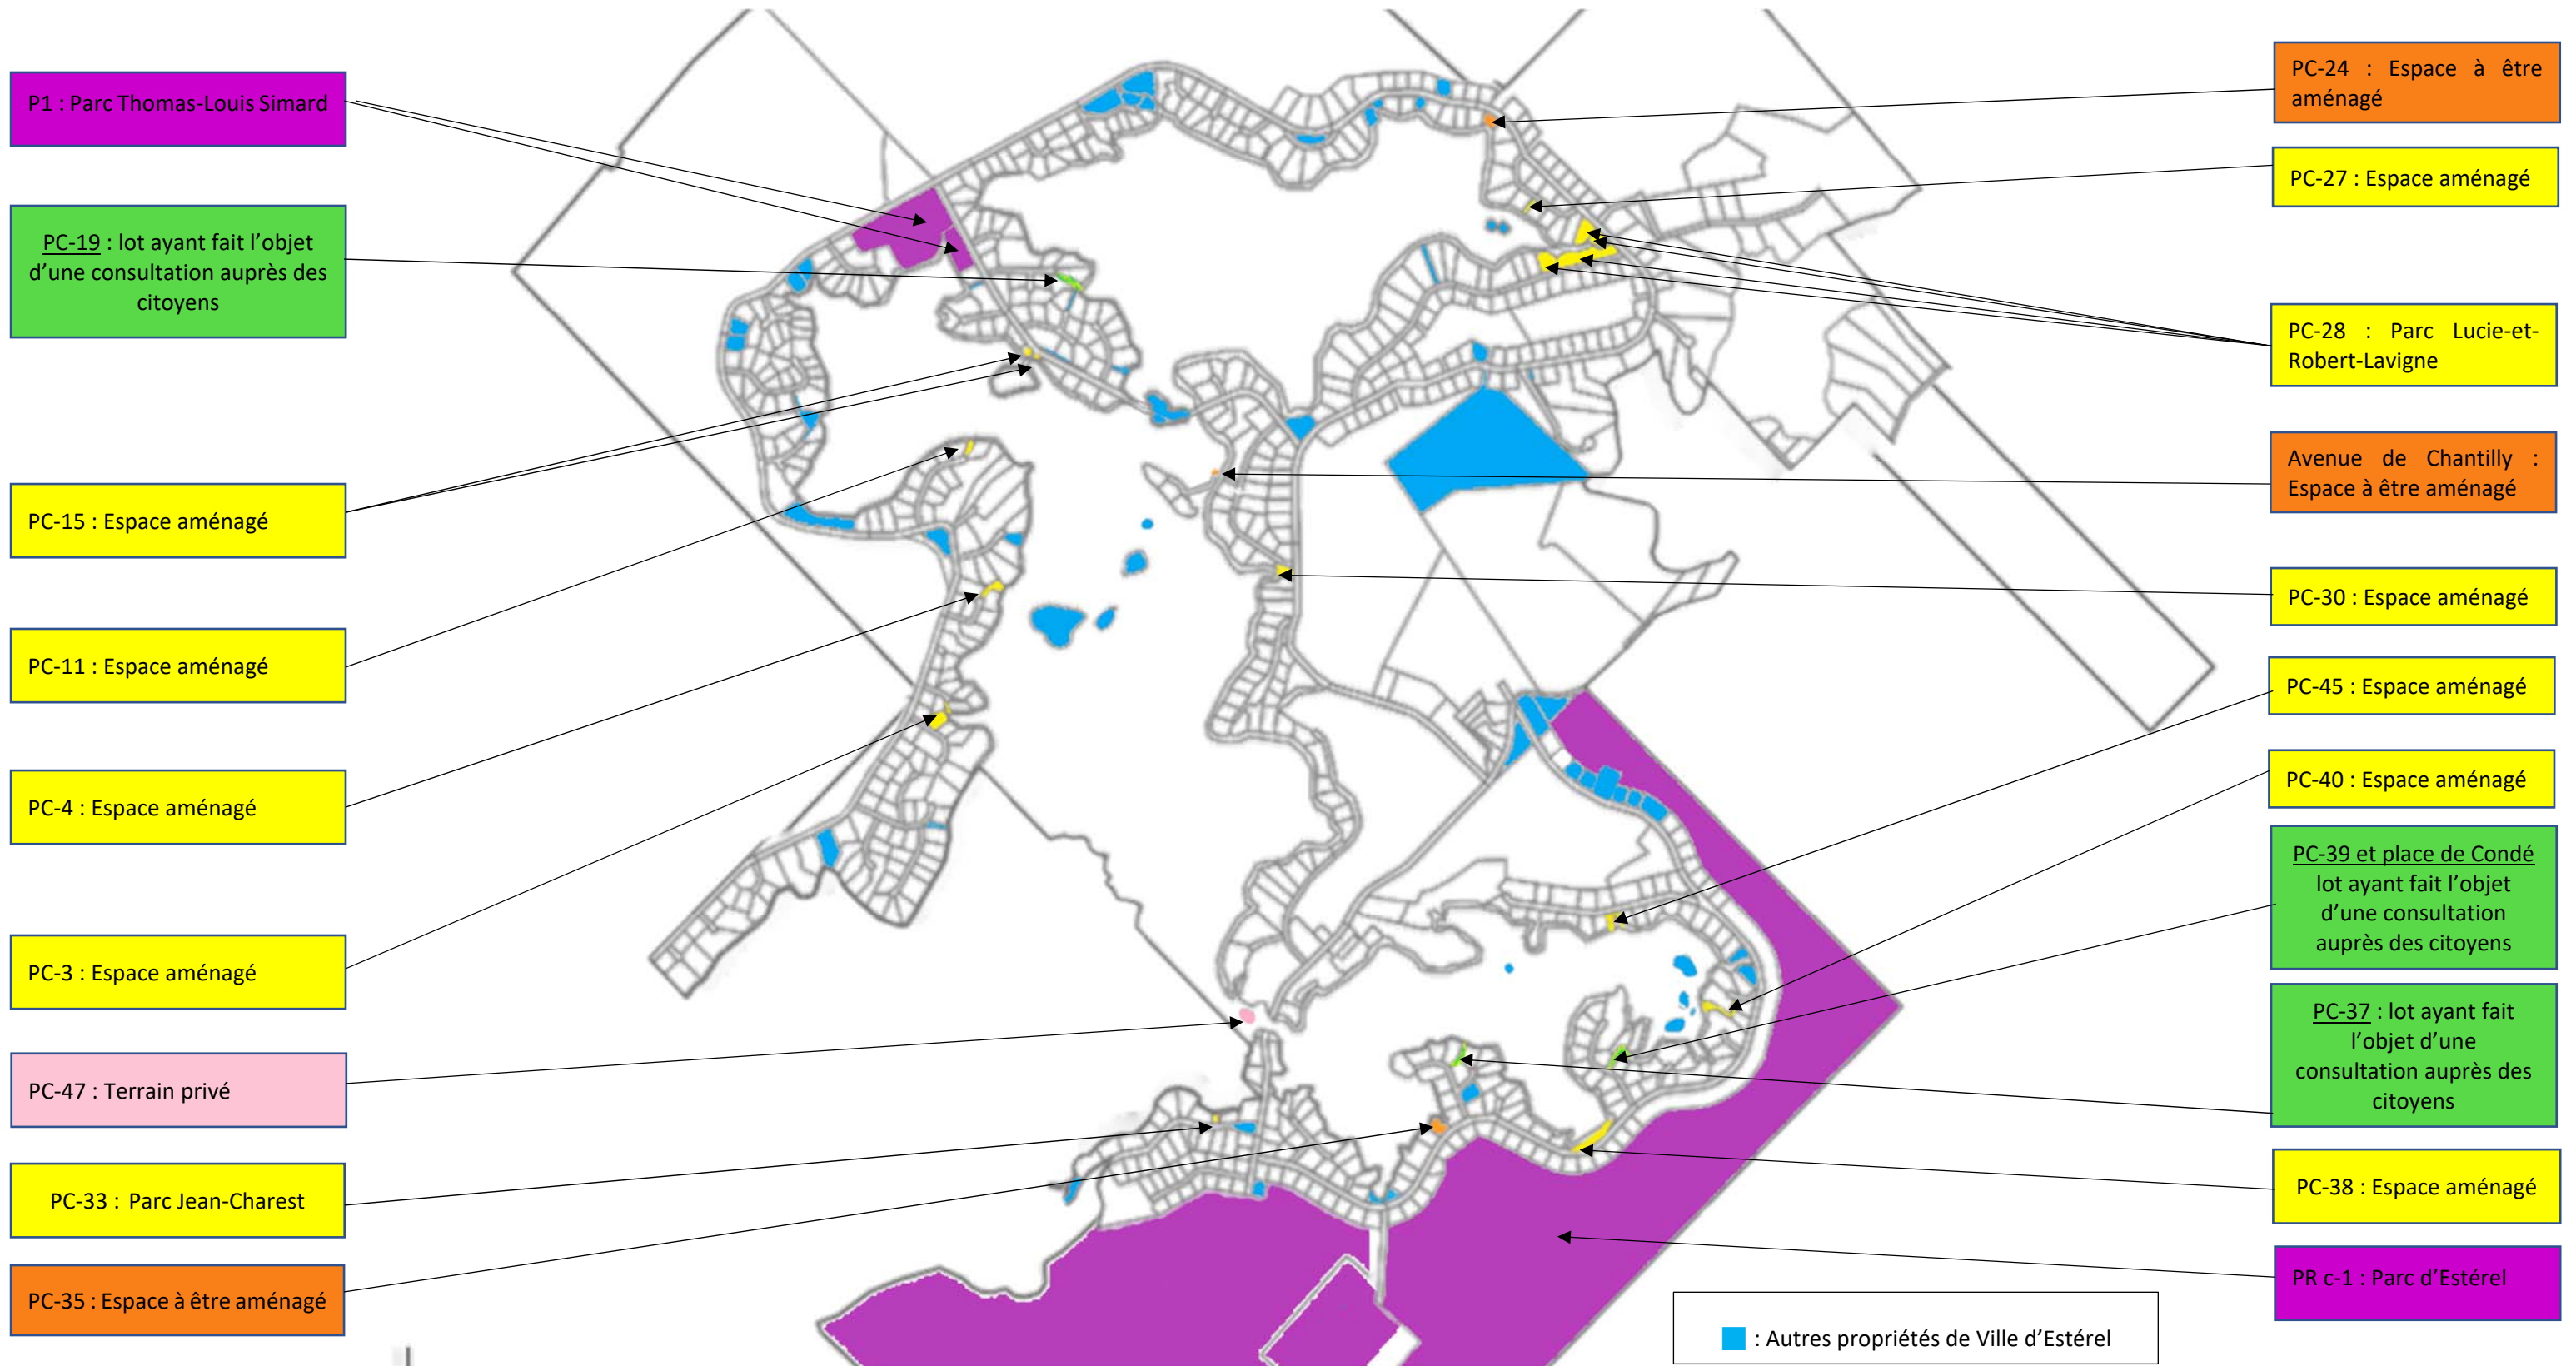 P1 : Parc Thomas-Louis Simard
PC-19 : lot ayant fait l’objet
d’une consultation auprès des
citoyens
PC-15 : Espace aménagé
PC-11 : Espace aménagé
PC-4 : Espace aménagé
PC-3 : Espace aménagé
PC-47 : Terrain privé
PC-33 : Parc Jean-Charest
PC-35 : Espace à être aménagé
PC-24 : Espace à être
aménagé
PC-27 : Espace aménagé
PC-28 : Parc Lucie-et-
Robert-Lavigne
Avenue de Chantilly :
Espace à être aménagé
PC-30 : Espace aménagé
PC-45 : Espace aménagé
PC-40 : Espace aménagé
PC-39 et place de Condé
lot ayant fait l’objet
d’une consultation
auprès des citoyens
PC-37 : lot ayant fait
l’objet d’une
consultation auprès des
citoyens
PC-38 : Espace aménagé
PR c-1 : Parc d’Estérel
: Autres propriétés de Ville d’Estérel